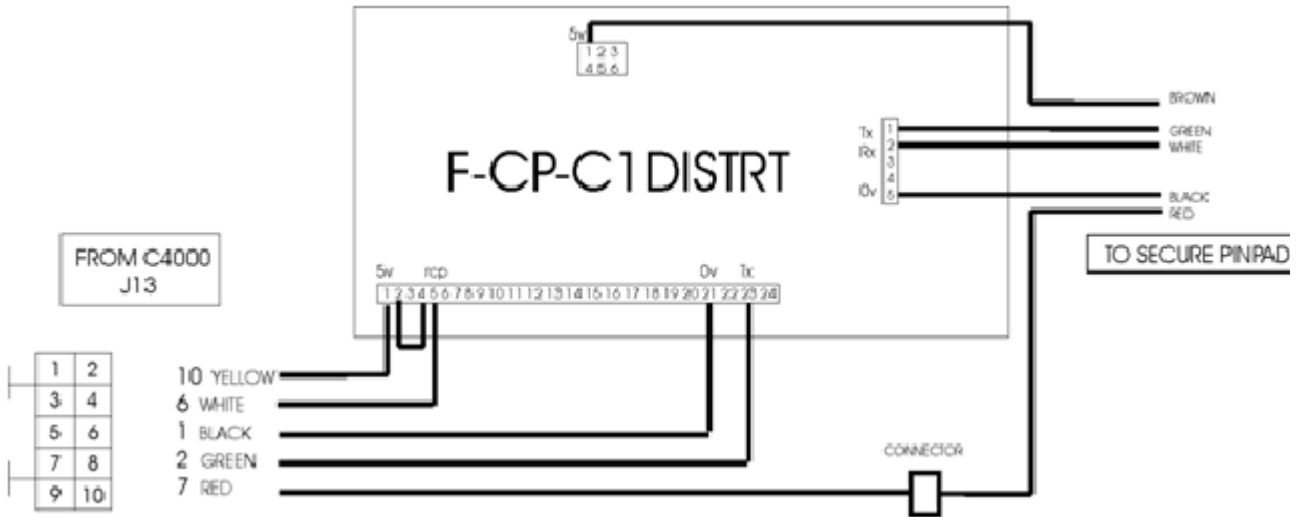 5v
1 2 3
4 5 6
BROWN
Tx 1 GREEN
Rx 2 WHITE
3
4
0v 5 BLACK
RED
F-CP-C1 DISTRT
TO SECURE PINPAD
FROM C4000
J13
5v rcp 0v Tx
1 2 3 4 5 6 7 8 9 10 11 12 13 14 15 16 17 18 19 20 21 22 23 24
1 2
3 4
5 6
7 8
9 10
10 YELLOW
6 WHITE
1 BLACK
2 GREEN
7 RED
CONNECTOR